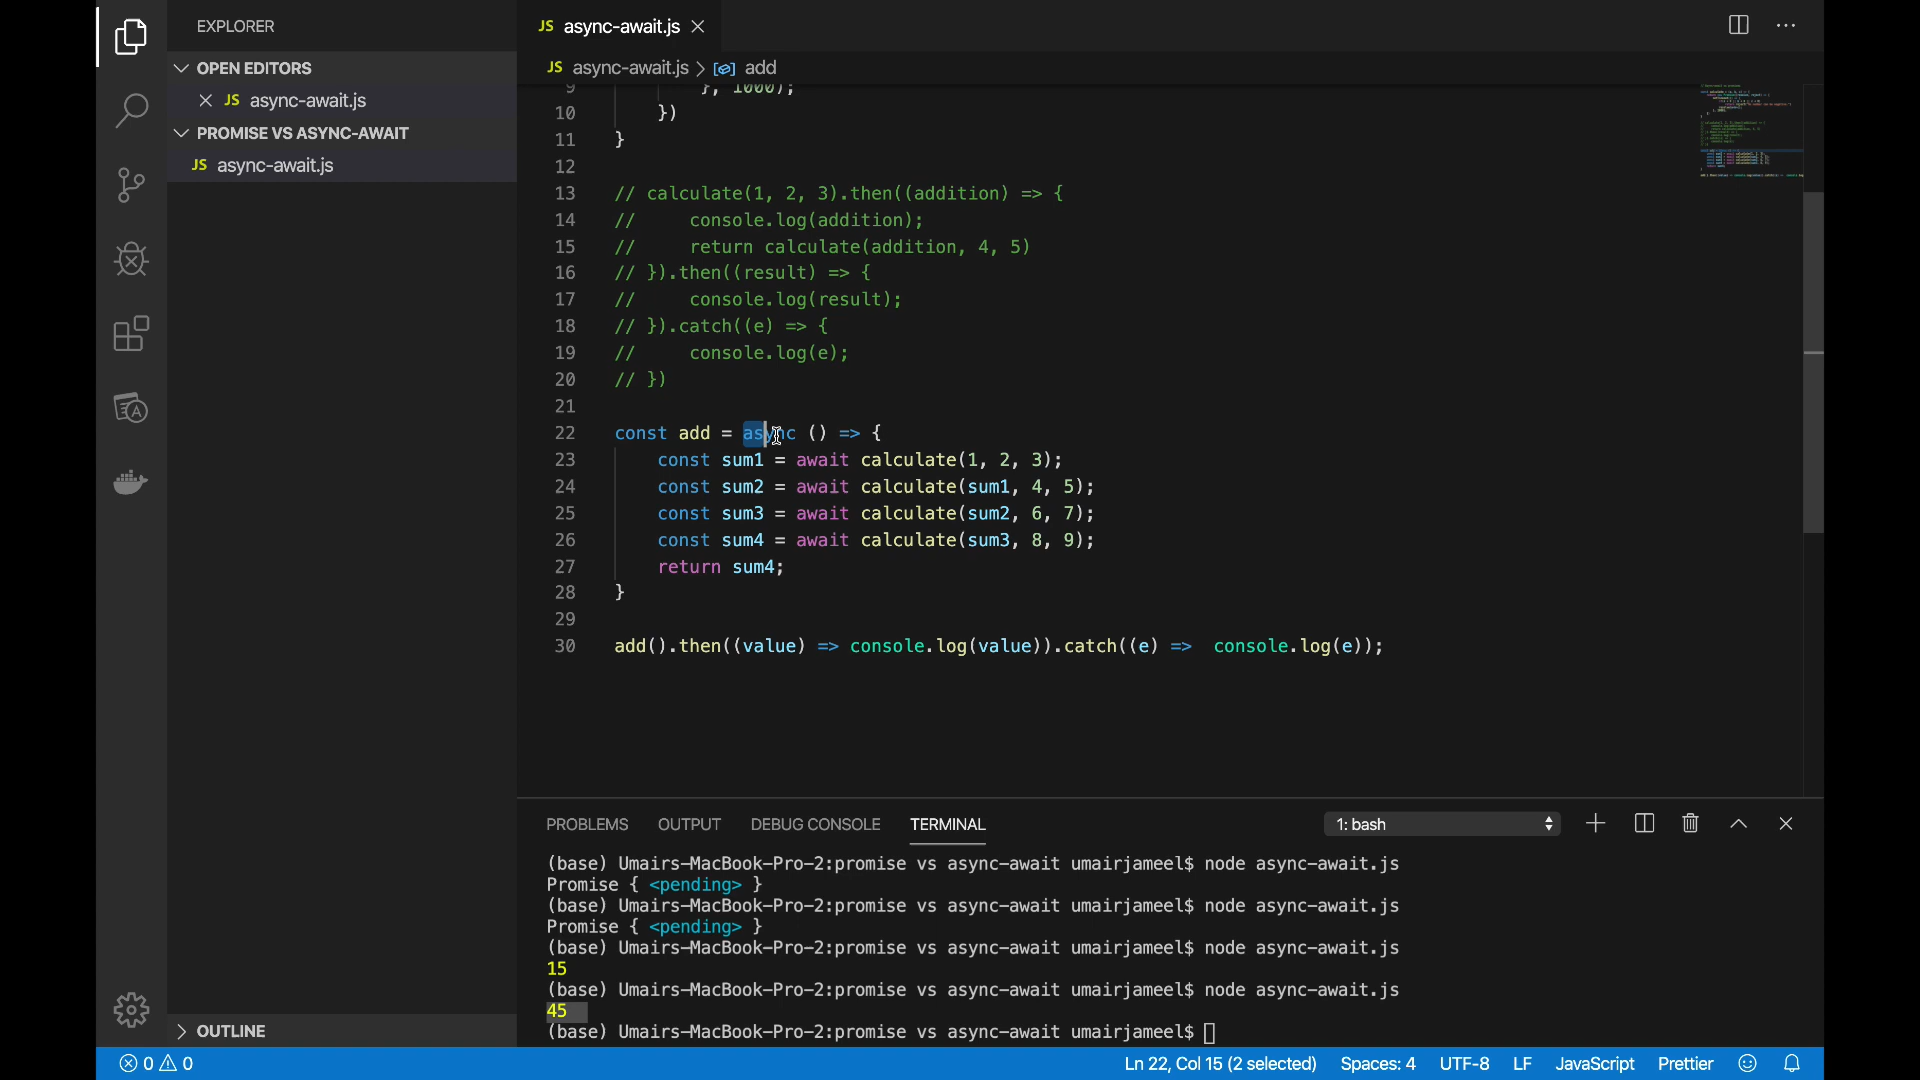 EXPLORER
OPEN EDITORS
JS async-await.js
PROMISE VS ASYNC-AWAIT
JS async-await.js
OUTLINE
JS async-await.js
JS async-await.js > add
9 }, 1000);
10 })
11 }
12
13 // calculate(1, 2, 3).then((addition) => {
14 //     console.log(addition);
15 //     return calculate(addition, 4, 5)
16 // }).then((result) => {
17 //     console.log(result);
18 // }).catch((e) => {
19 //     console.log(e);
20 // })
21
22 const add = async () => {
23     const sum1 = await calculate(1, 2, 3);
24     const sum2 = await calculate(sum1, 4, 5);
25     const sum3 = await calculate(sum2, 6, 7);
26     const sum4 = await calculate(sum3, 8, 9);
27     return sum4;
28 }
29
30 add().then((value) => console.log(value)).catch((e) =>  console.log(e));
PROBLEMS OUTPUT DEBUG CONSOLE TERMINAL 1: bash
(base) Umairs-MacBook-Pro-2:promise vs async-await umairjameel$ node async-await.js
Promise { <pending> }
(base) Umairs-MacBook-Pro-2:promise vs async-await umairjameel$ node async-await.js
Promise { <pending> }
(base) Umairs-MacBook-Pro-2:promise vs async-await umairjameel$ node async-await.js
15
(base) Umairs-MacBook-Pro-2:promise vs async-await umairjameel$ node async-await.js
45
(base) Umairs-MacBook-Pro-2:promise vs async-await umairjameel$
0 0 Ln 22, Col 15 (2 selected) Spaces: 4 UTF-8 LF JavaScript Prettier